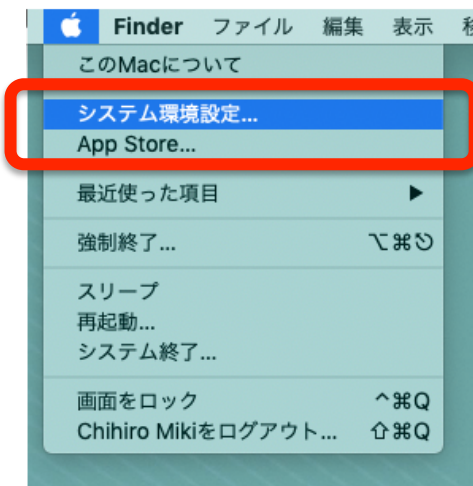 Finder ファイル 編集 表示 移
このMacについて
システム環境設定...
App Store...
最近使った項目 ▶
強制終了... ⌥⌘⎋
スリープ
再起動...
システム終了...
画面をロック ^⌘Q
Chihiro Mikiをログアウト... ⇧⌘Q